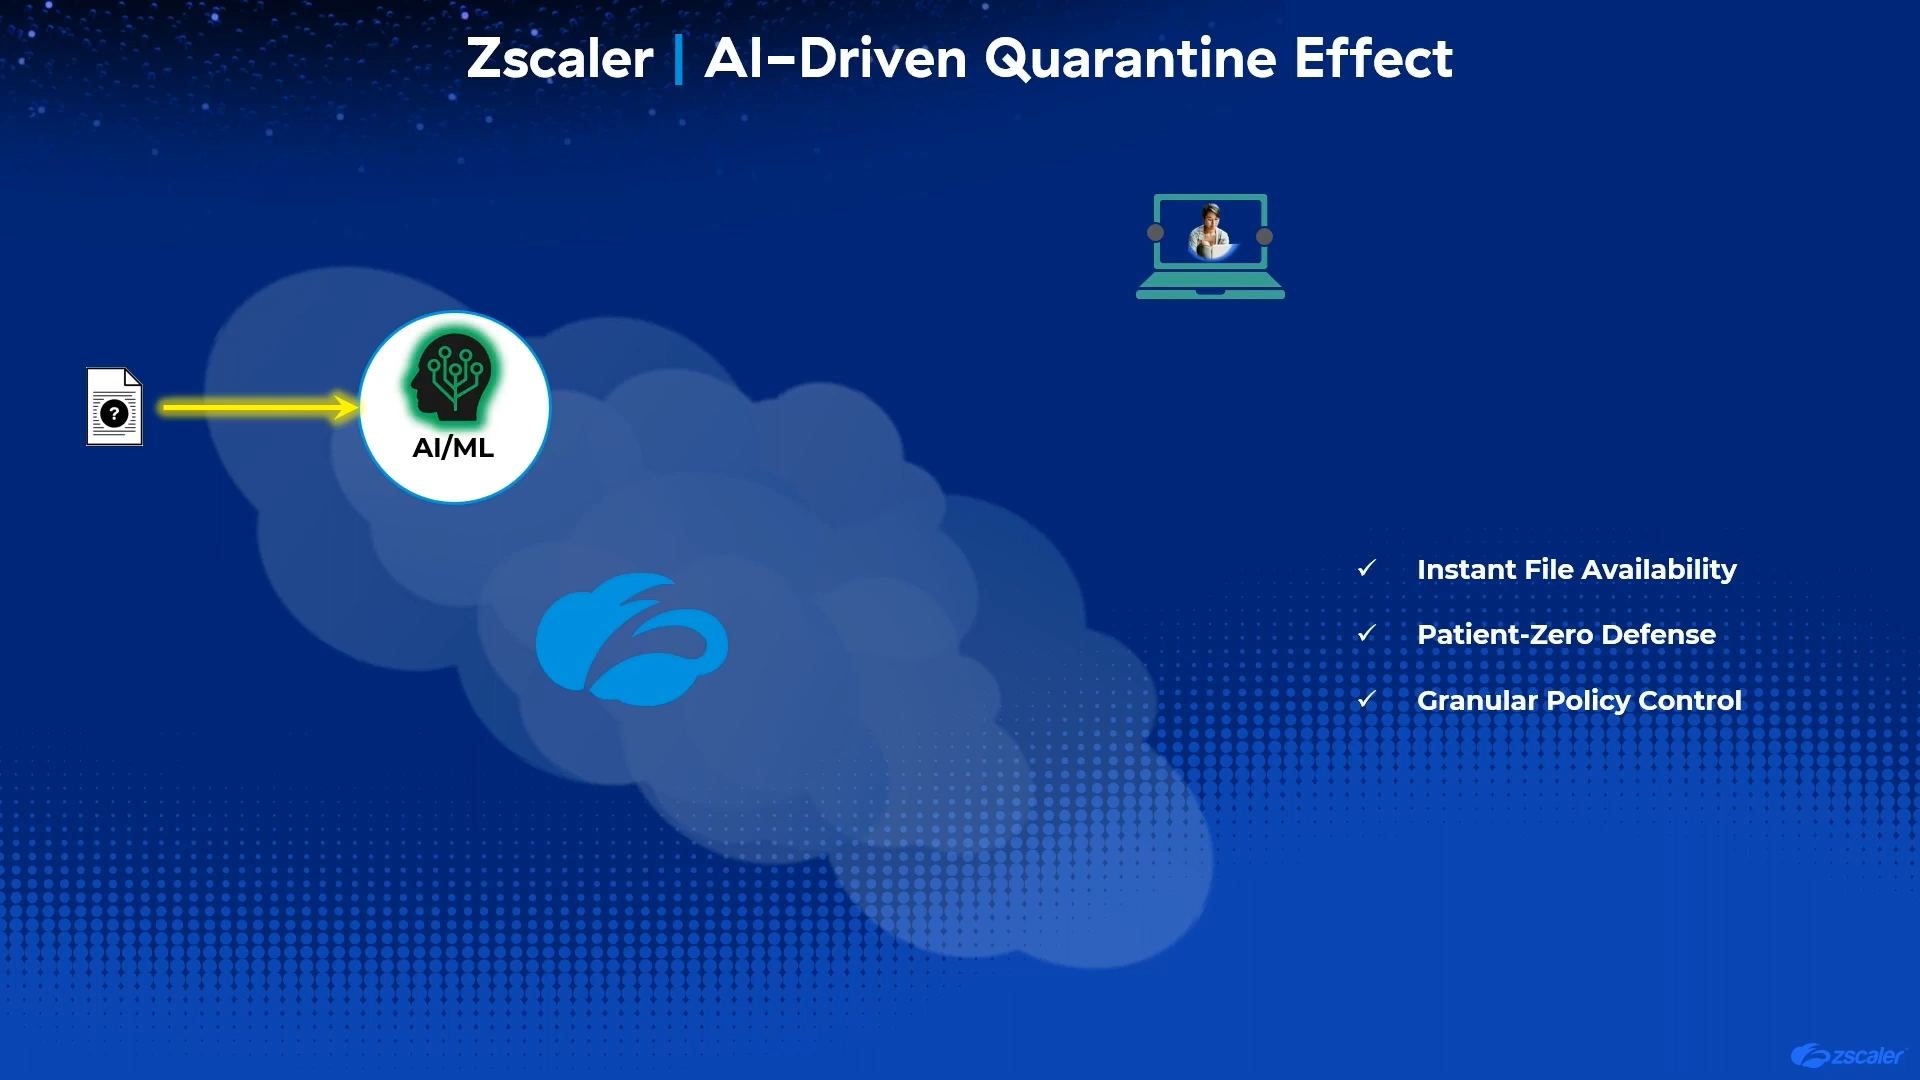 Zscaler | AI-Driven Quarantine Effect
?
AI/ML
✓ Instant File Availability
✓ Patient-Zero Defense
✓ Granular Policy Control
zscaler